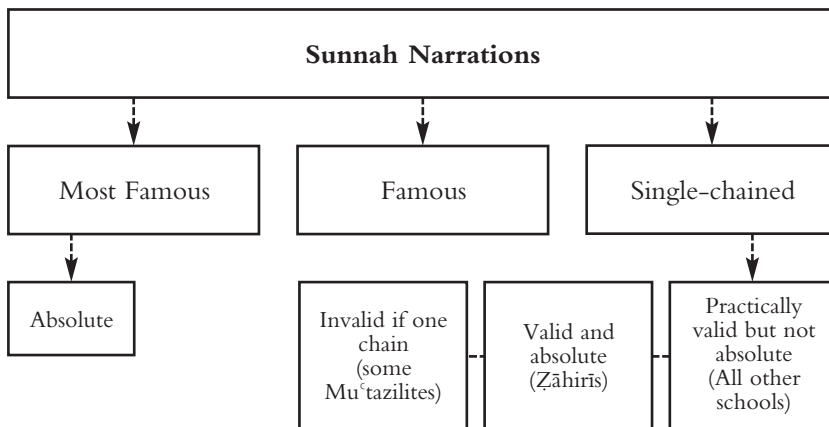 Sunnah Narrations
Most Famous
Famous
Single-chained
Absolute
Invalid if one
chain
(some
Muʿtazilites)
Valid and
absolute
(Ẓāhirīs)
Practically
valid but not
absolute
(All other
schools)